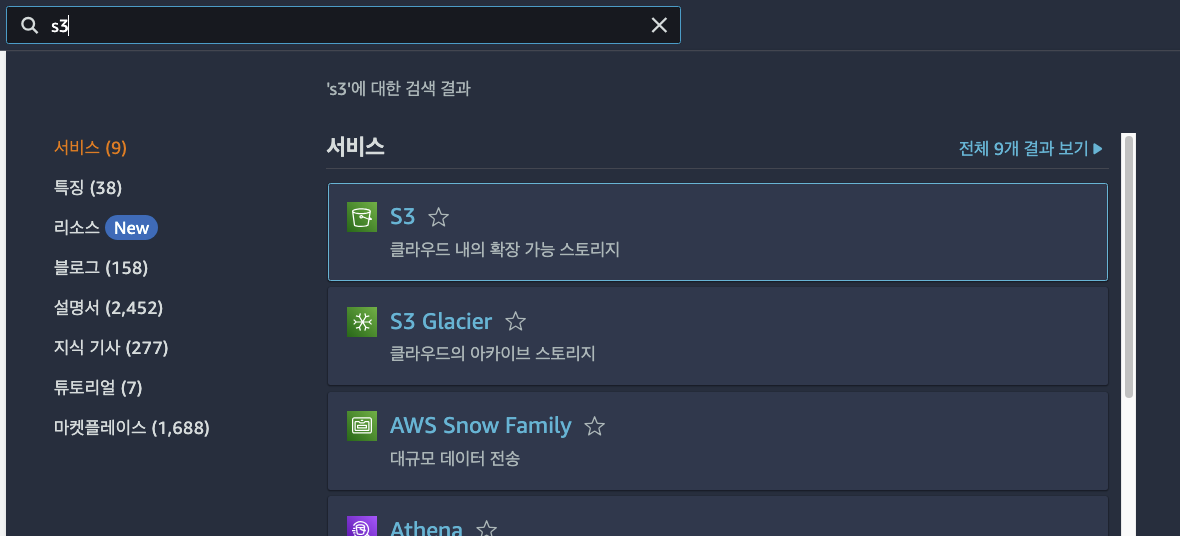 s3
's3'에 대한 검색 결과
서비스 (9)
특징 (38)
리소스 New
블로그 (158)
설명서 (2,452)
지식 기사 (277)
튜토리얼 (7)
마켓플레이스 (1,688)
서비스
전체 9개 결과 보기
S3
클라우드 내의 확장 가능 스토리지
S3 Glacier
클라우드의 아카이브 스토리지
AWS Snow Family
대규모 데이터 전송
Athena